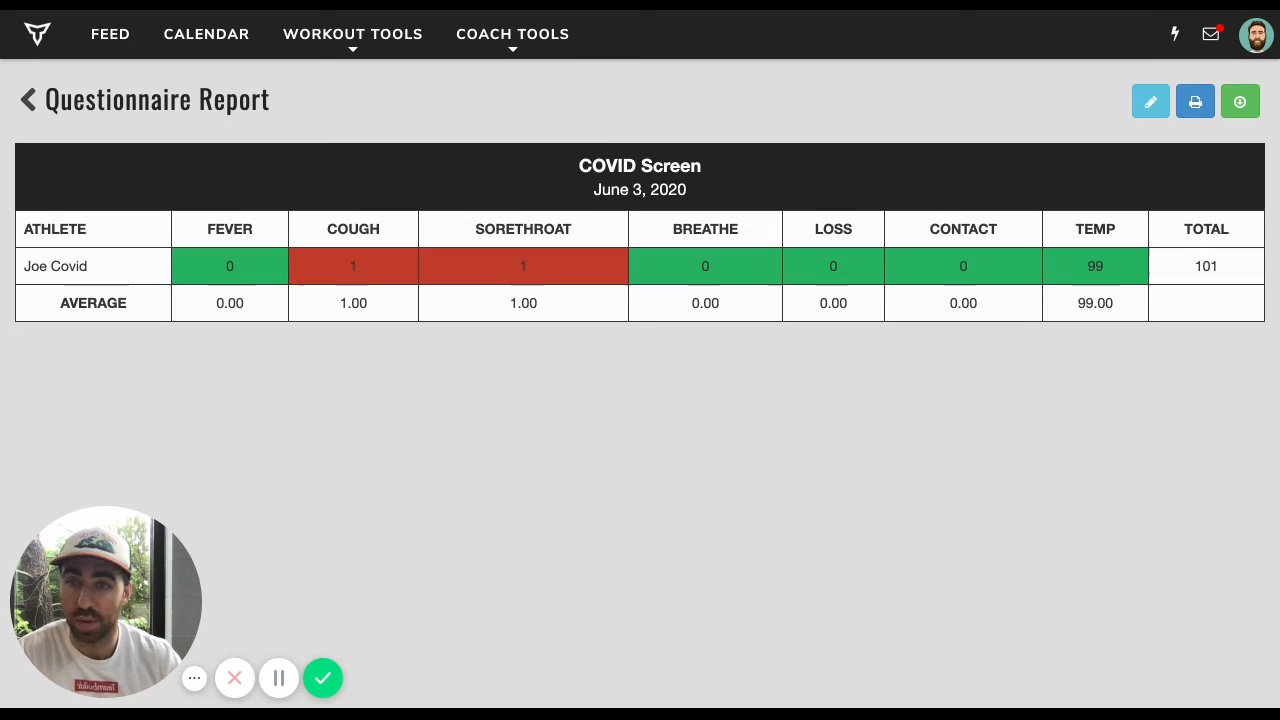 FEED CALENDAR WORKOUT TOOLS COACH TOOLS
Questionnaire Report
COVID Screen
June 3, 2020
ATHLETE FEVER COUGH SORETHROAT BREATHE LOSS CONTACT TEMP TOTAL
Joe Covid 0 1 1 0 0 0 99 101
AVERAGE 0.00 1.00 1.00 0.00 0.00 0.00 99.00
Teambuildr